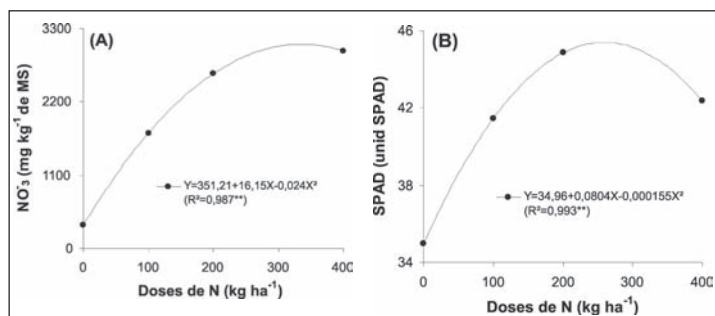 (A)
NO⁻₃ (mg kg⁻¹ de MS)
3300
2200
1100
0
Y=351,21+16,15X-0,024X²
(R²=0,987**)
0 100 200 300 400
Doses de N (kg ha⁻¹)
(B)
SPAD (unid SPAD)
46
42
38
34
Y=34,96+0,0804X-0,000155X²
(R²=0,993**)
0 100 200 300 400
Doses de N (kg ha⁻¹)